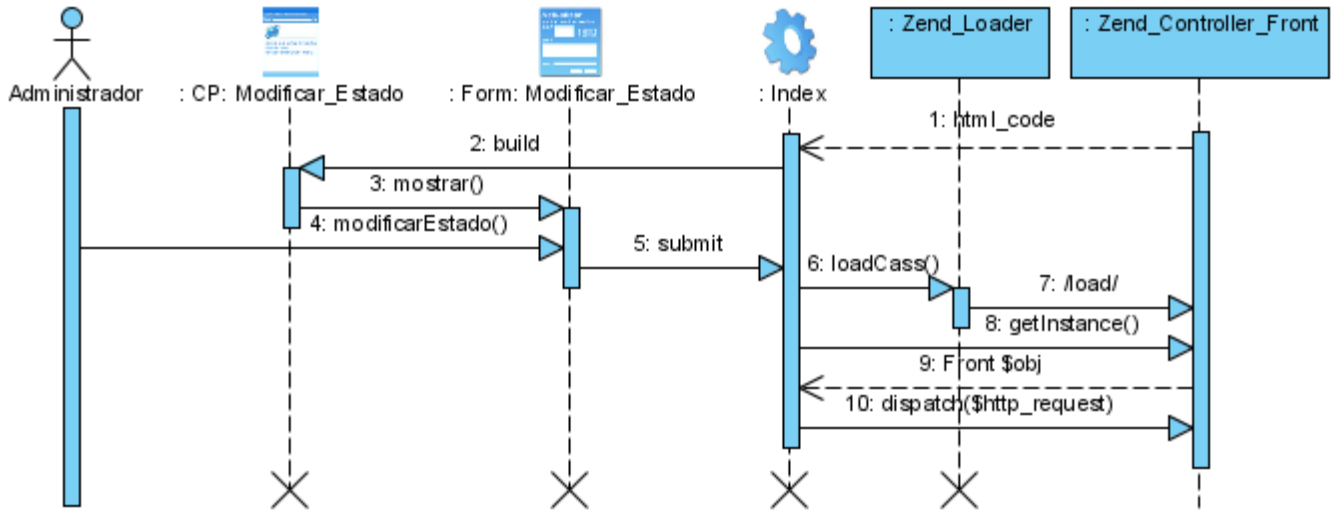 : Zend_Loader
: Zend_Controller_Front
Administrador
: CP: Modificar_Estado
: Form: Modificar_Estado
: Index
1: html_code
2: build
3: mostrar()
4: modificarEstado()
5: submit
6: loadCass()
7: /load/
8: getInstance()
9: Front $obj
10: dispatch($http_request)